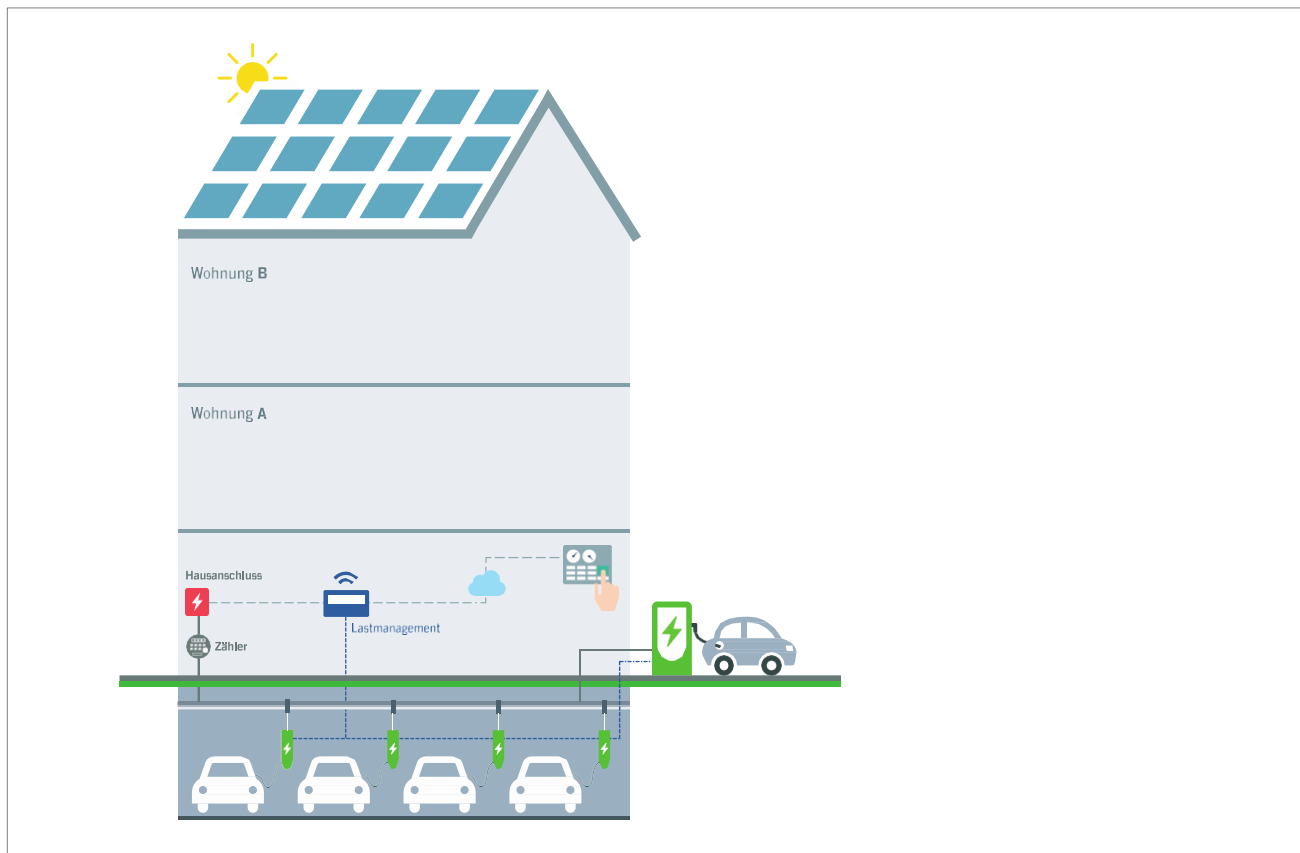 Wohnung B
Wohnung A
Hausanschluss
Lastmanagement
Zähler